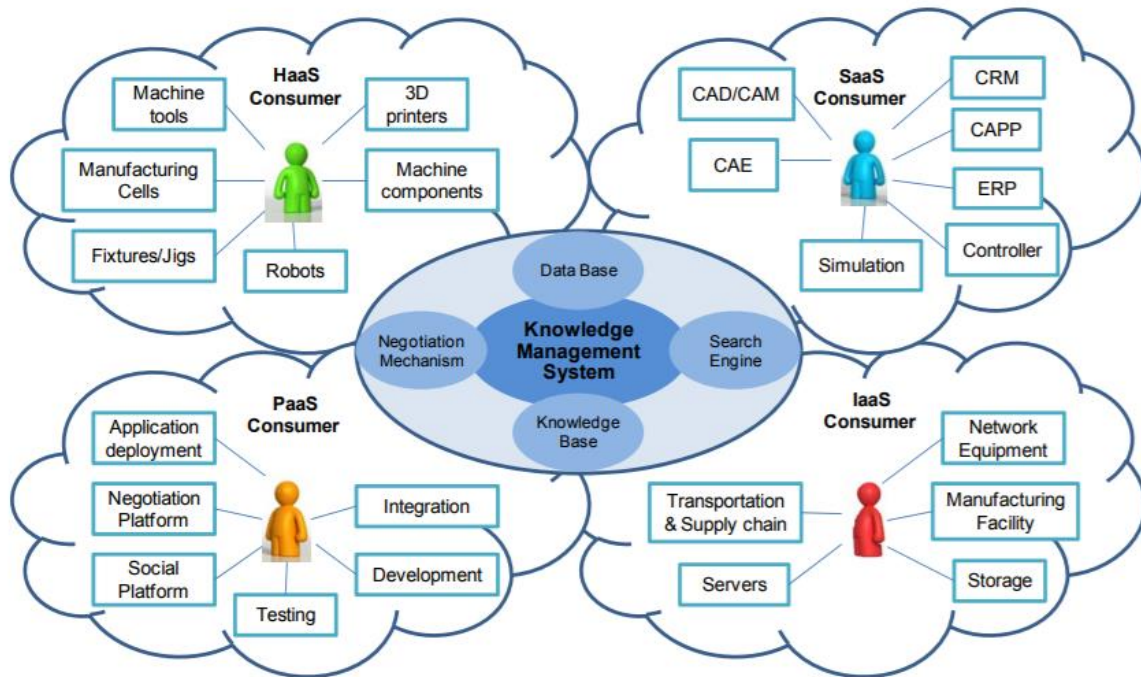 HaaS
Consumer
Machine
tools
3D
printers
Manufacturing
Cells
Machine
components
Fixtures/Jigs
Robots
SaaS
Consumer
CAD/CAM
CRM
CAPP
CAE
ERP
Simulation
Controller
Data Base
Negotiation
Mechanism
Knowledge
Management
System
Search
Engine
Knowledge
Base
PaaS
Consumer
Application
deployment
Negotiation
Platform
Integration
Social
Platform
Development
Testing
IaaS
Consumer
Network
Equipment
Transportation
& Supply chain
Manufacturing
Facility
Servers
Storage